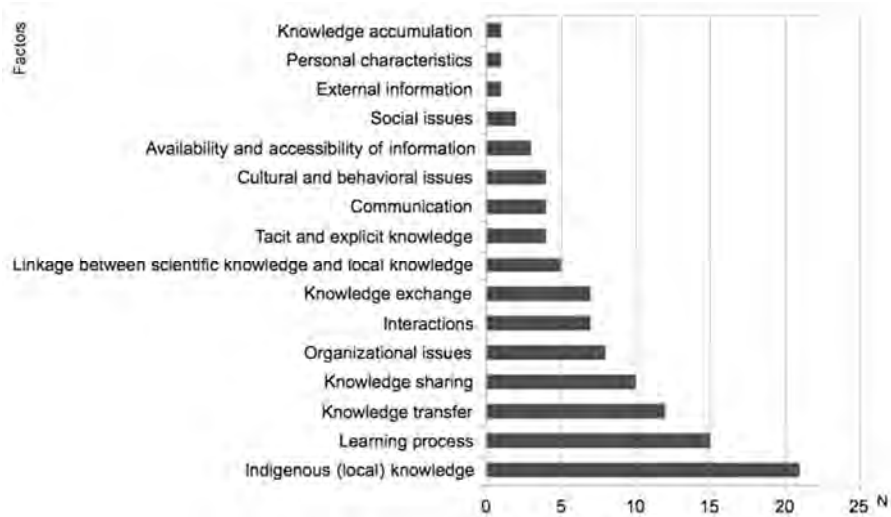 Factors
Knowledge accumulation
Personal characteristics
External information
Social issues
Availability and accessibility of information
Cultural and behavioral issues
Communication
Tacit and explicit knowledge
Linkage between scientific knowledge and local knowledge
Knowledge exchange
Interactions
Organizational issues
Knowledge sharing
Knowledge transfer
Learning process
Indigenous (local) knowledge
0 5 10 15 20 25 N